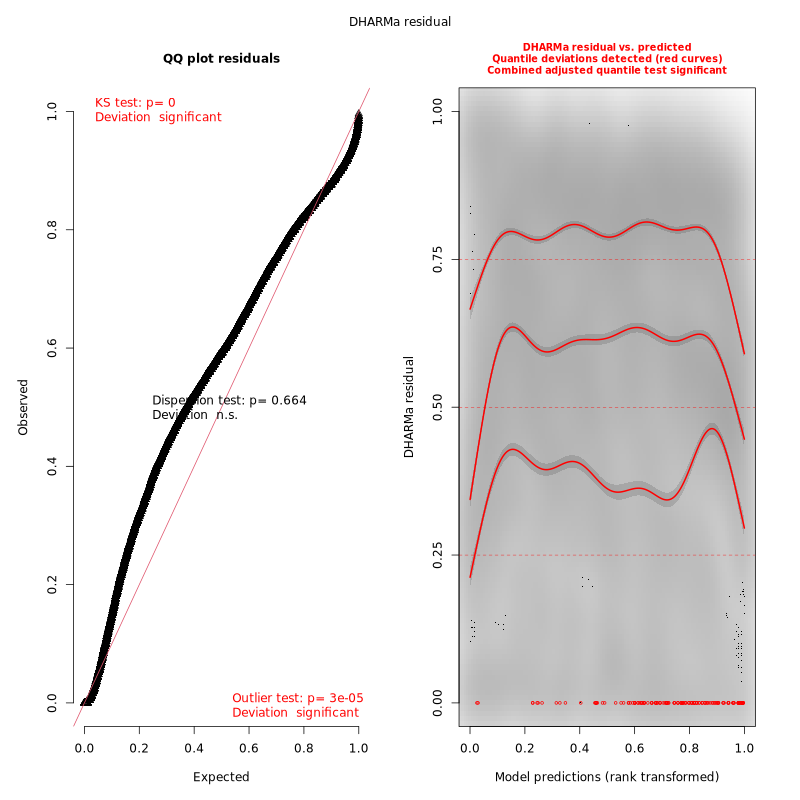 DHARMa residual
QQ plot residuals
KS test: p= 0
Deviation significant
Dispersion test: p= 0.664
Deviation n.s.
Outlier test: p= 3e-05
Deviation significant
Observed
0.0
0.2
0.4
0.6
0.8
1.0
0.0
0.2
0.4
0.6
0.8
1.0
Expected
DHARMa residual vs. predicted
Quantile deviations detected (red curves)
Combined adjusted quantile test significant
DHARMa residual
0.00
0.25
0.50
0.75
1.00
0.0
0.2
0.4
0.6
0.8
1.0
Model predictions (rank transformed)